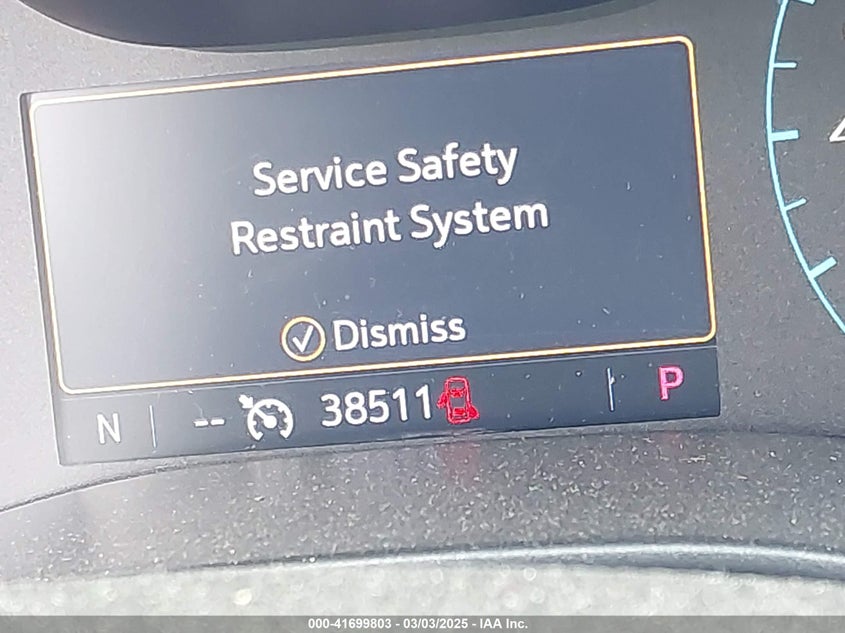 Service Safety
Restraint System
Dismiss
N -- 38511 P
000-41699803 - 03/03/2025 - IAA Inc.